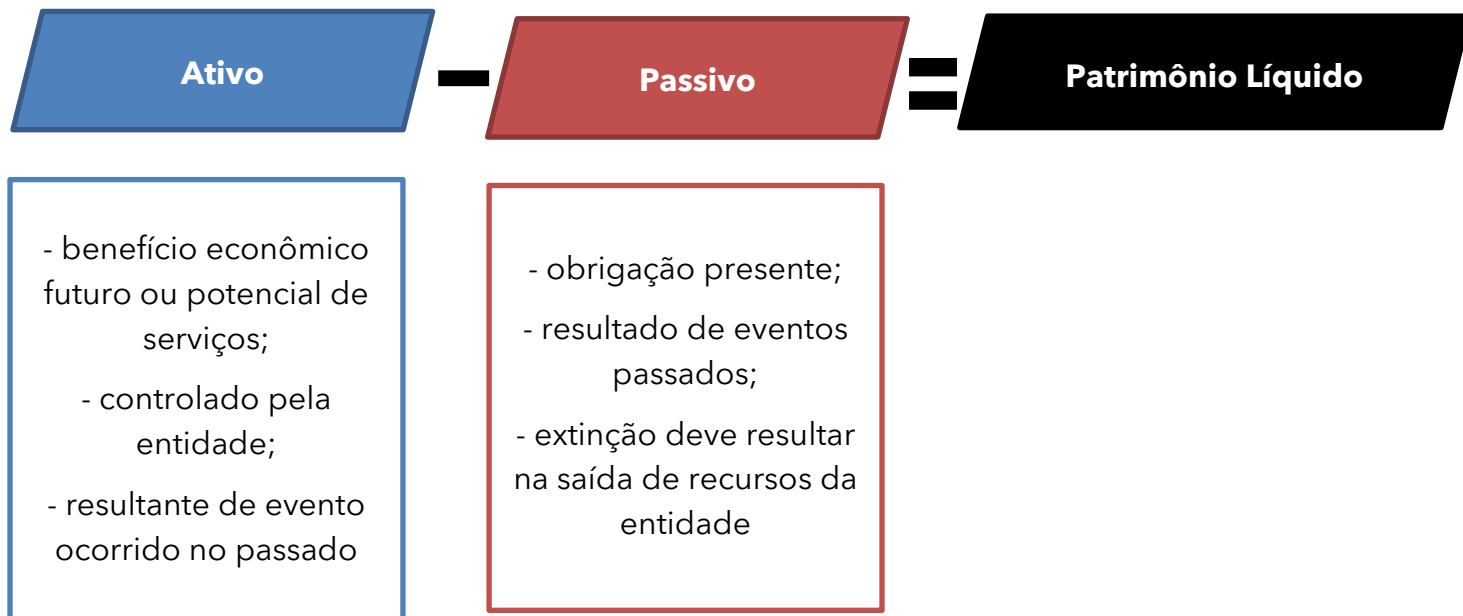 Ativo
Passivo
Patrimônio Líquido
- benefício econômico
futuro ou potencial de
serviços;
- controlado pela
entidade;
- resultante de evento
ocorrido no passado
- obrigação presente;
- resultado de eventos
passados;
- extinção deve resultar
na saída de recursos da
entidade